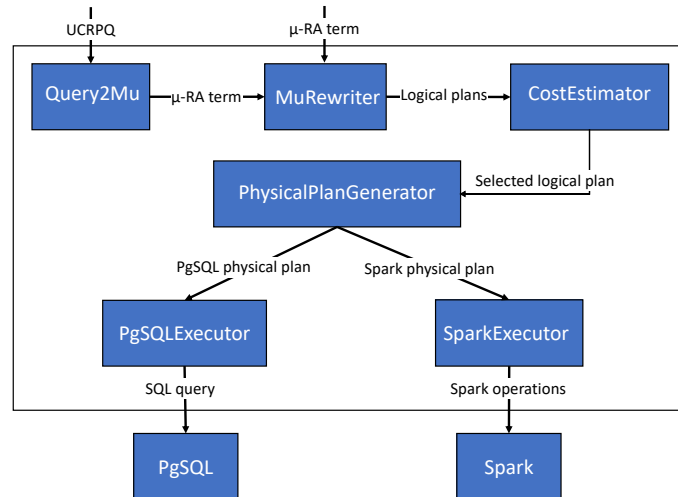 UCRPQ
μ-RA term
Query2Mu
μ-RA term
MuRewriter
Logical plans
CostEstimator
Selected logical plan
PhysicalPlanGenerator
PgSQL physical plan
Spark physical plan
PgSQLExecutor
SparkExecutor
SQL query
Spark operations
PgSQL
Spark